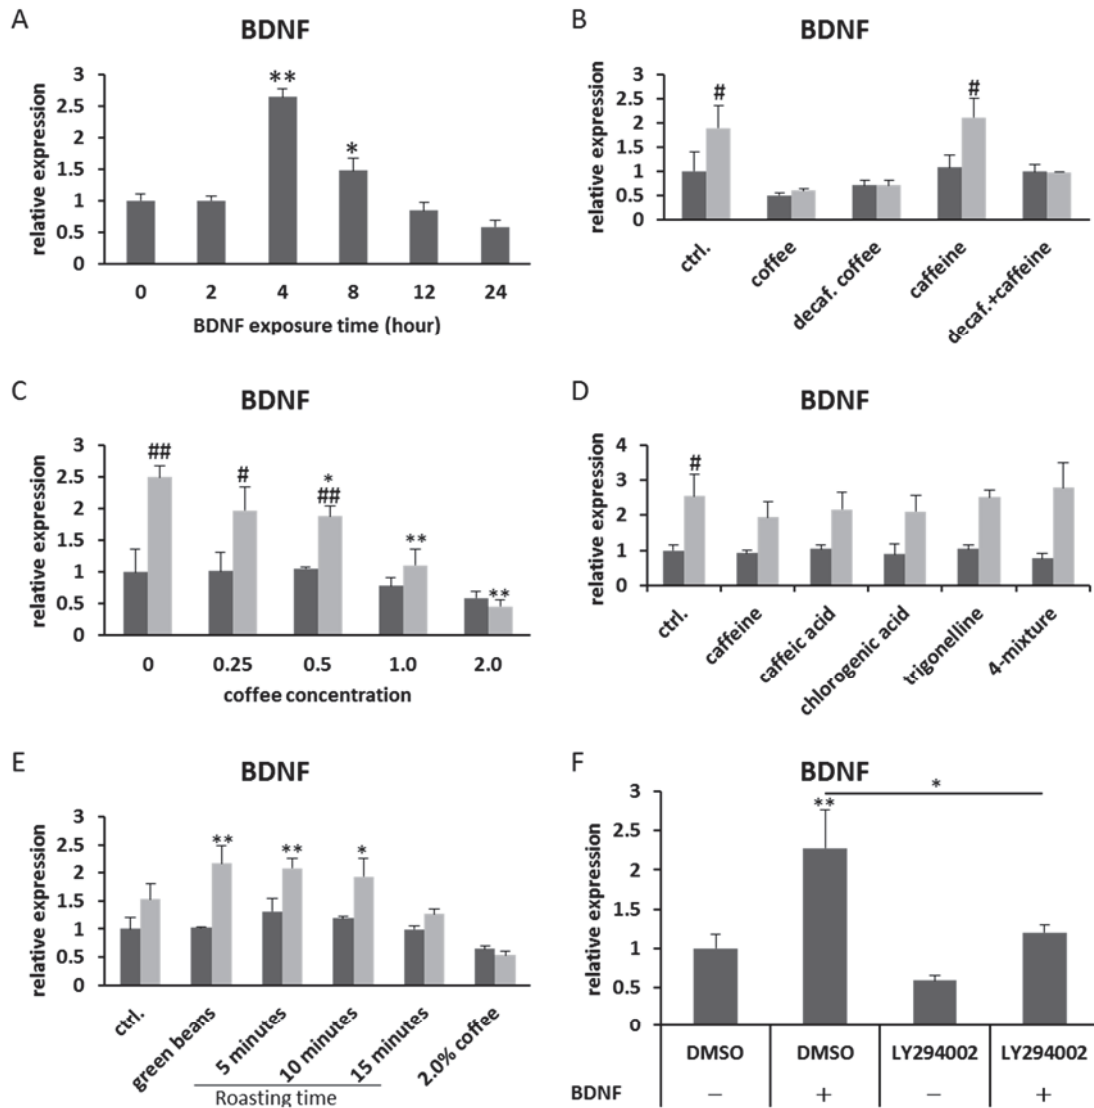 A
BDNF
relative expression
3
2.5
2
1.5
1
0.5
0
**
*
0 2 4 8 12 24
BDNF exposure time (hour)
B
BDNF
relative expression
3
2.5
2
1.5
1
0.5
0
#
#
ctrl.
coffee
decaf. coffee
caffeine
decaf.+caffeine
C
BDNF
relative expression
3
2.5
2
1.5
1
0.5
0
##
#
*
##
**
**
0 0.25 0.5 1.0 2.0
coffee concentration
D
BDNF
relative expression
4
3
2
1
0
#
ctrl.
caffeine
caffeic acid
chlorogenic acid
trigonelline
4-mixture
E
BDNF
relative expression
3
2.5
2
1.5
1
0.5
0
**
**
*
ctrl.
green beans
5 minutes
10 minutes
15 minutes
2.0% coffee
Roasting time
F
BDNF
relative expression
3
2.5
2
1.5
1
0.5
0
**
*
DMSO DMSO LY294002 LY294002
BDNF − + − +